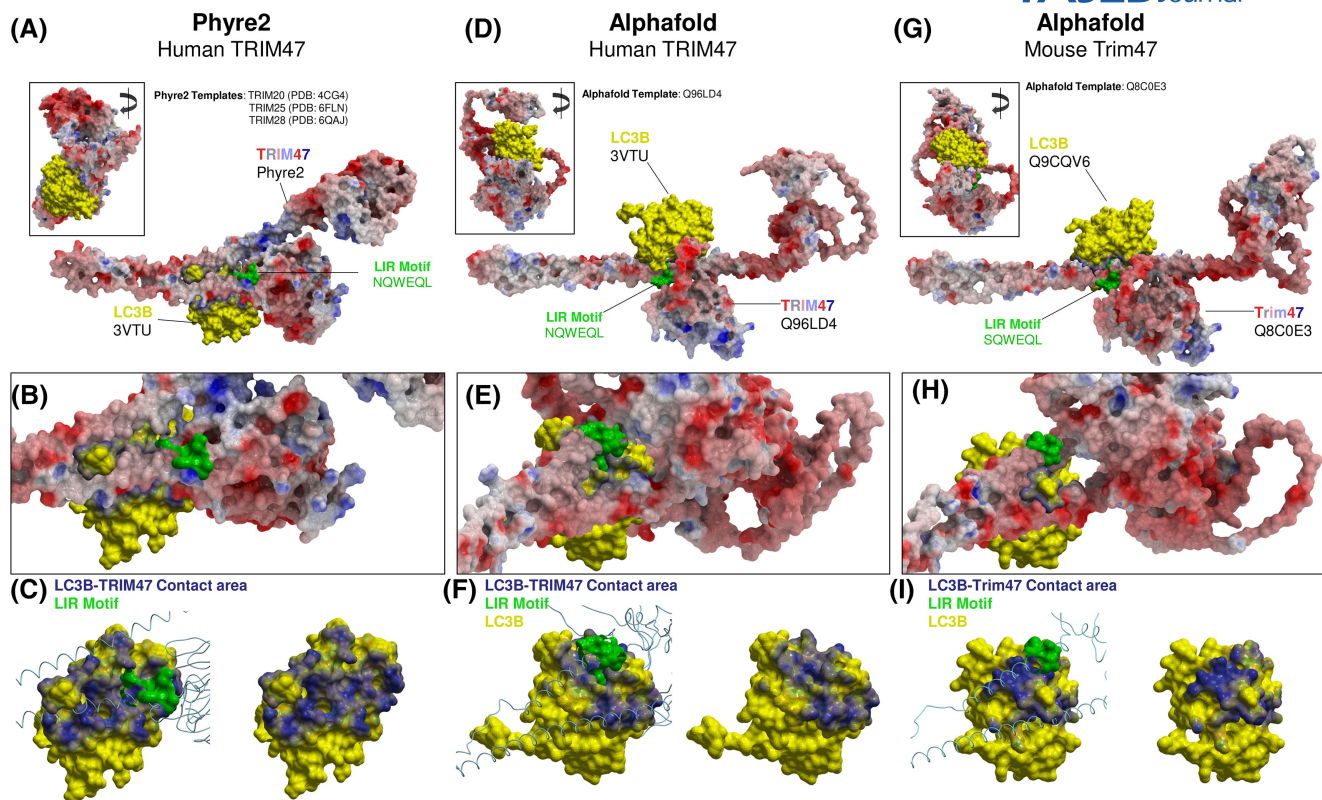 Journal
(A)
Phyre2
Human TRIM47
Phyre2 Templates: TRIM20 (PDB: 4CG4)
TRIM25 (PDB: 6FLN)
TRIM28 (PDB: 6QAJ)
TRIM47
Phyre2
LIR Motif
NQWEQL
LC3B
3VTU
(D)
Alphafold
Human TRIM47
Alphafold Template: Q96LD4
LC3B
3VTU
LIR Motif
NQWEQL
TRIM47
Q96LD4
(G)
Alphafold
Mouse Trim47
Alphafold Template: Q8C0E3
LC3B
Q9CQV6
LIR Motif
SQWEQL
Trim47
Q8C0E3
(B)
(E)
(H)
(C)
LC3B-TRIM47 Contact area
LIR Motif
(F)
LC3B-TRIM47 Contact area
LIR Motif
LC3B
(I)
LC3B-Trim47 Contact area
LIR Motif
LC3B